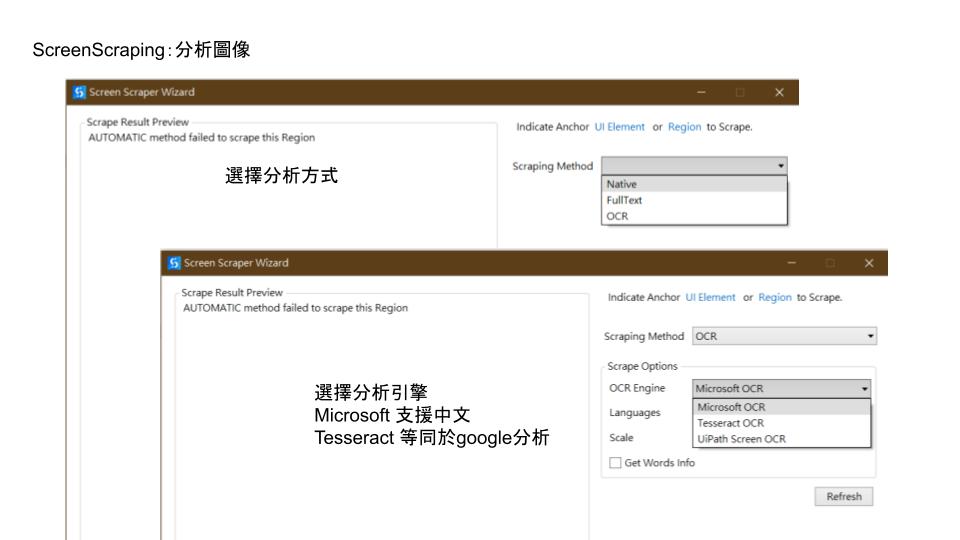 ScreenScraping：分析圖像
Screen Scraper Wizard
Scrape Result Preview
AUTOMATIC method failed to scrape this Region
選擇分析方式
Indicate Anchor UI Element or Region to Scrape.
Scraping Method
Native
FullText
OCR
Screen Scraper Wizard
Scrape Result Preview
AUTOMATIC method failed to scrape this Region
選擇分析引擎
Microsoft 支援中文
Tesseract 等同於google分析
Indicate Anchor UI Element or Region to Scrape.
Scraping Method OCR
Scrape Options
OCR Engine Microsoft OCR
Languages
Microsoft OCR
Tesseract OCR
Scale
UiPath Screen OCR
Get Words Info
Refresh